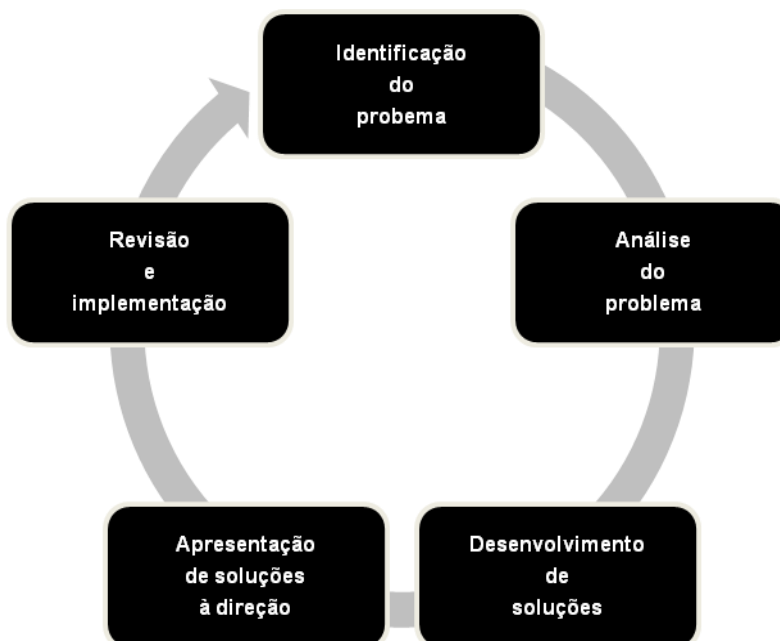 Identificação
do
probema
Análise
do
problema
Desenvolvimento
de
soluções
Apresentação
de soluções
à direção
Revisão
e
implementação